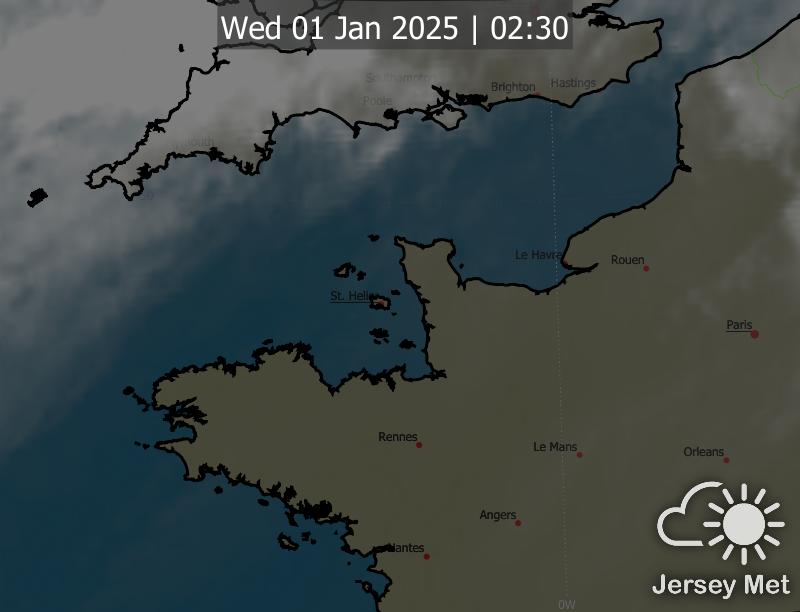 Wed 01 Jan 2025 | 02:30
Southampton
Brighton
Hastings
Poole
Le Havre
Rouen
St. Helier
Paris
Rennes
Le Mans
Orleans
Angers
Nantes
Jersey Met
0W